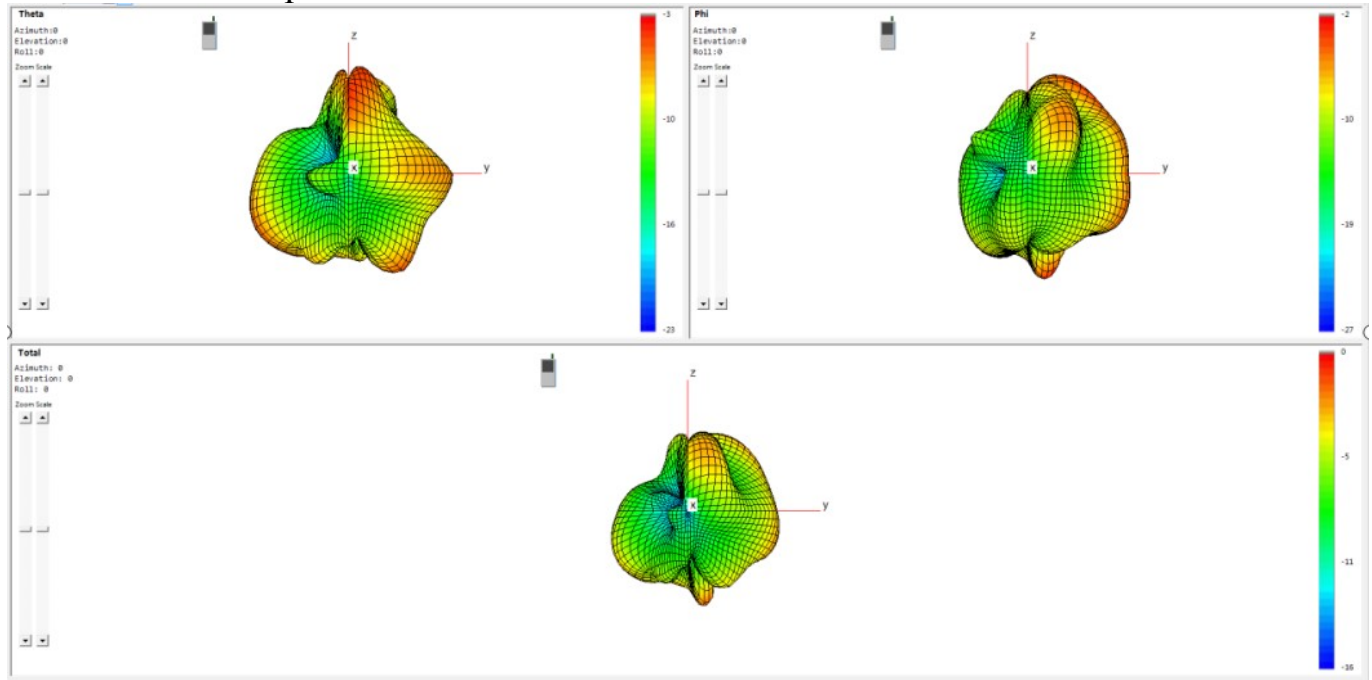 Theta
Azimuth:0
Elevation:0
Roll:0
Zoom Scale
z
x
y
-3
-10
-16
-23
Phi
Azimuth:0
Elevation:0
Roll:0
Zoom Scale
z
x
y
-2
-10
-19
-27
Total
Azimuth: 0
Elevation: 0
Roll: 0
Zoom Scale
z
x
y
0
-5
-11
-16